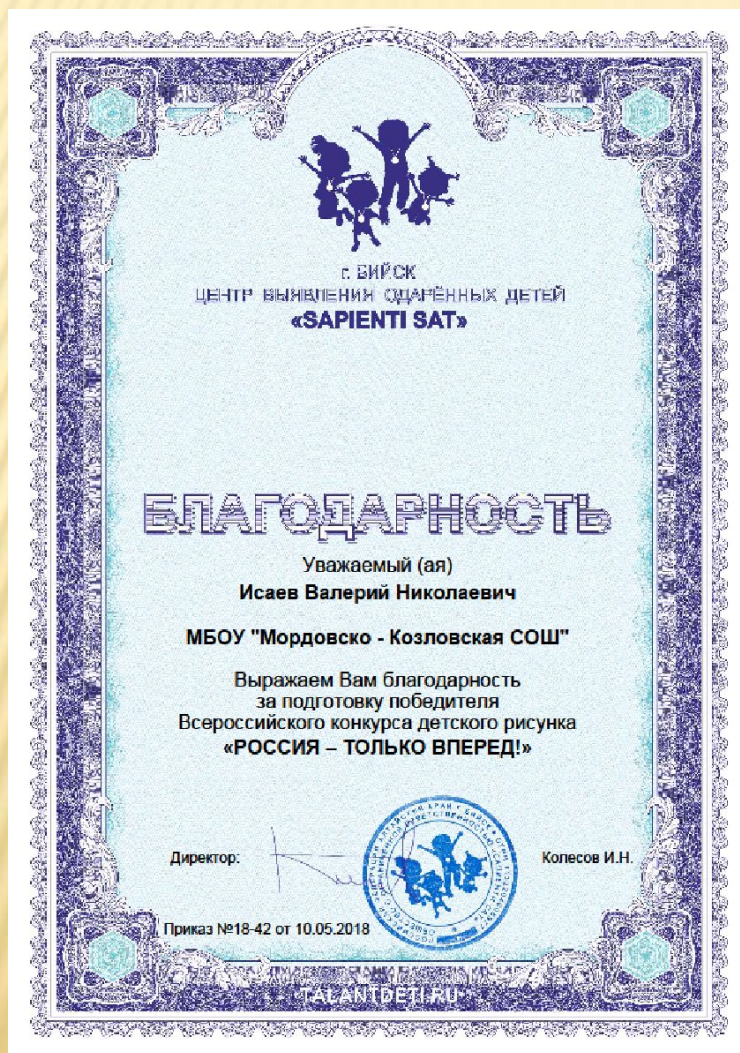 г. БИЙСК
ЦЕНТР ВЫЯВЛЕНИЯ ОДАРЁННЫХ ДЕТЕЙ
«SAPIENTI SAT»
БЛАГОДАРНОСТЬ
Уважаемый (ая)
Исаев Валерий Николаевич
МБОУ "Мордовско - Козловская СОШ"
Выражаем Вам благодарность
за подготовку победителя
Всероссийского конкурса детского рисунка
«РОССИЯ – ТОЛЬКО ВПЕРЕД!»
Директор:
Колесов И.Н.
Приказ №18-42 от 10.05.2018
TALANTDETI.RU